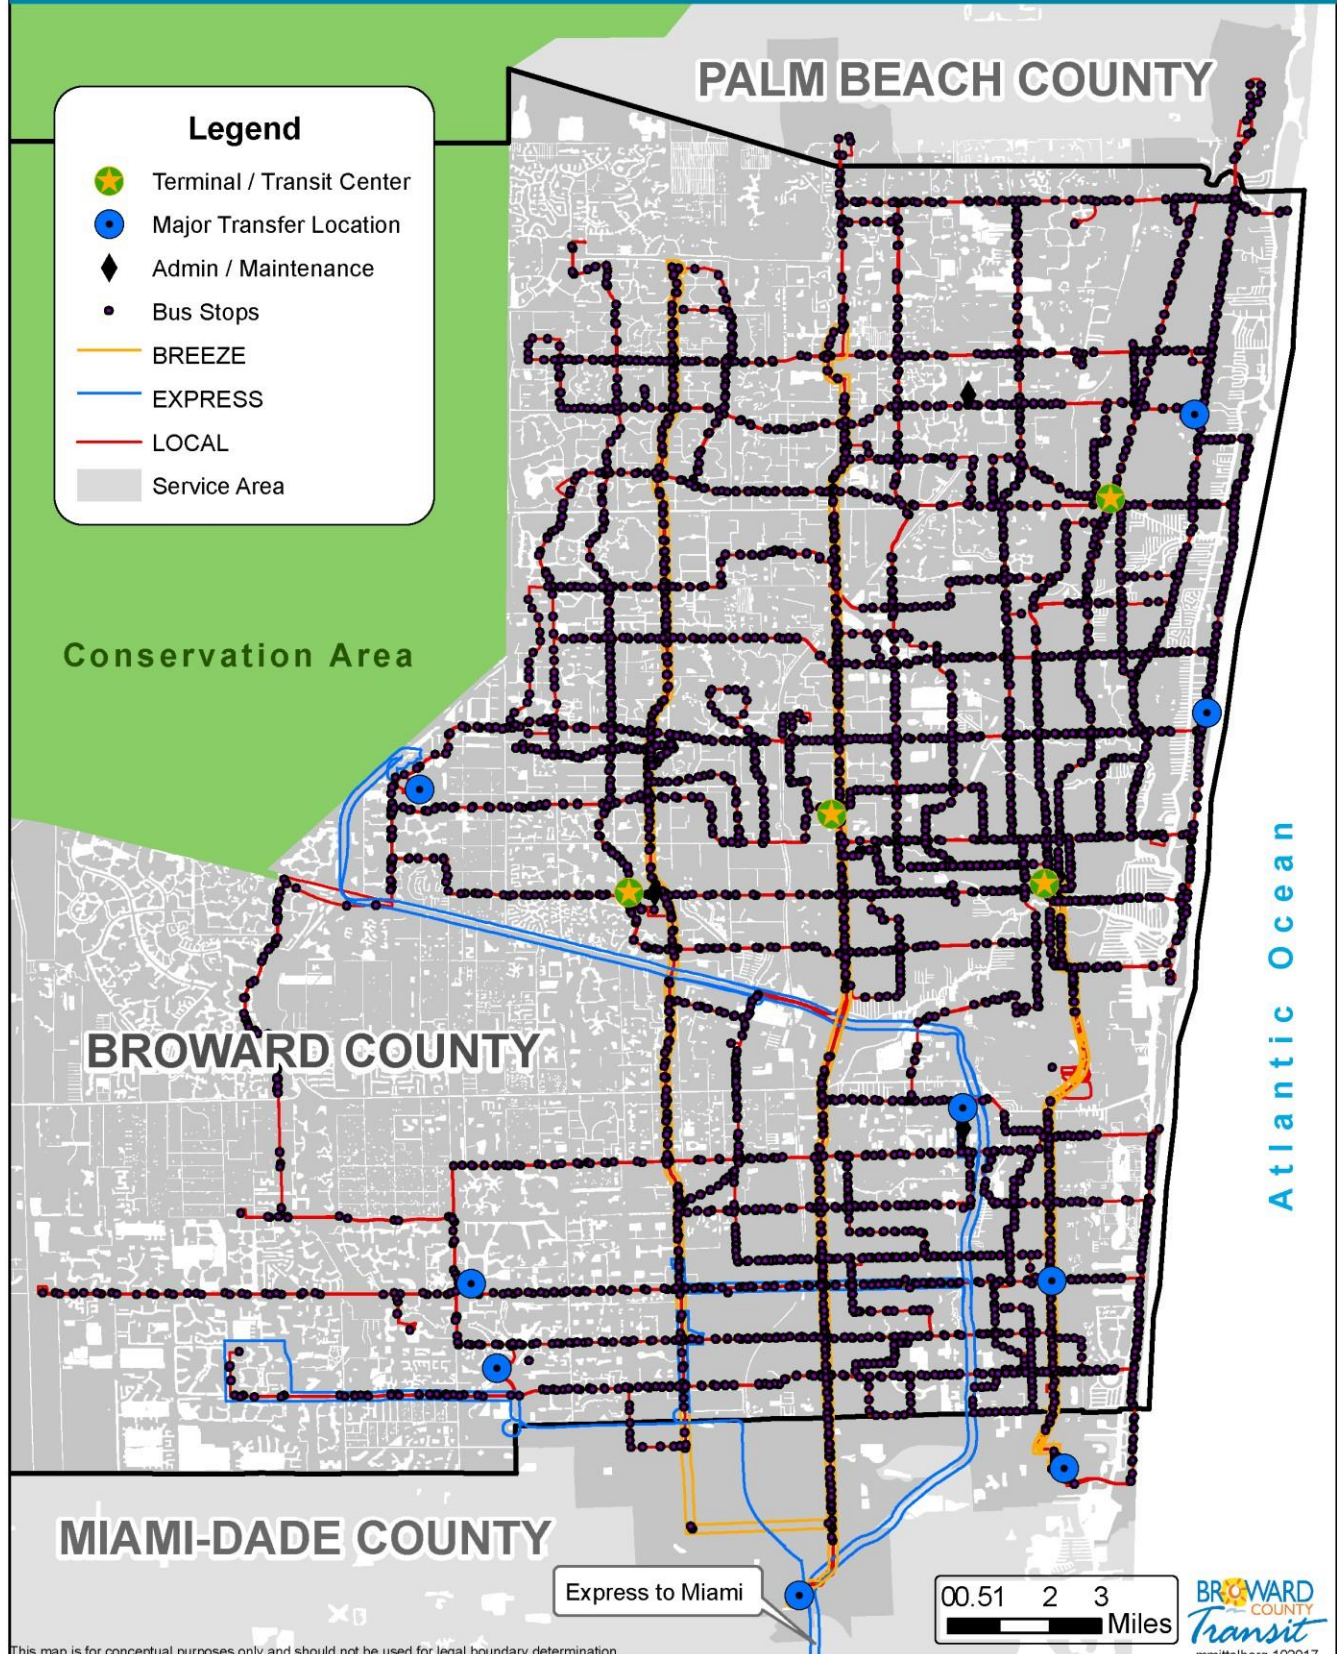 PALM BEACH COUNTY
Legend
Terminal / Transit Center
Major Transfer Location
Admin / Maintenance
Bus Stops
BREEZE
EXPRESS
LOCAL
Service Area
Conservation Area
Atlantic Ocean
BROWARD COUNTY
MIAMI-DADE COUNTY
Express to Miami
00.51 2 3
Miles
BROWARD
COUNTY
Transit
This map is for conceptual purposes only and should not be used for legal boundary determination
mmittelberg 102017